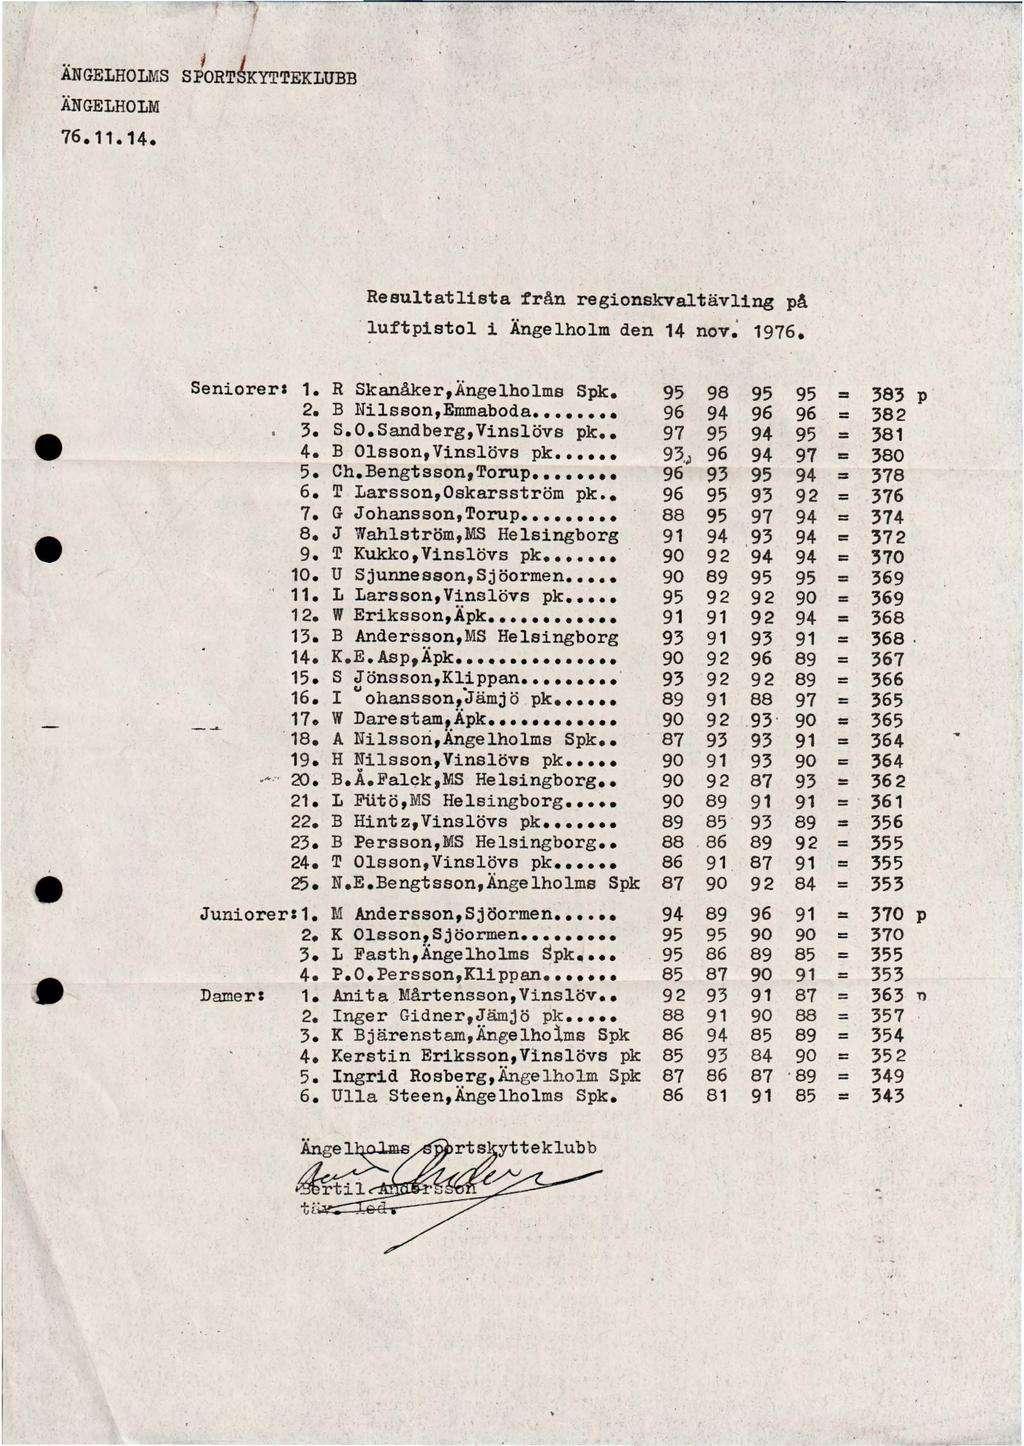 ÄNGELHOLMS SPORTSKYTTEKLUBB
ÄNGELHOLM
76.11.14.
Resultatlista från regionskvaltävling på
luftpistol i Ängelholm den 14 nov. 1976.
Seniorer: 1. R Skanåker,Ängelholms Spk. 95 98 95 95 = 383 p
2. B Nilsson,Emmaboda........ 96 94 96 96 = 382
3. S.O.Sandberg,Vinslövs pk.. 97 95 94 95 = 381
4. B Olsson,Vinslövs pk...... 93 96 94 97 = 380
5. Ch.Bengtsson,Torup........ 96 93 95 94 = 378
6. T Larsson,Oskarsström pk.. 96 95 93 92 = 376
7. G Johansson,Torup......... 88 95 97 94 = 374
8. J Wahlström,MS Helsingborg 91 94 93 94 = 372
9. T Kukko,Vinslövs pk....... 90 92 94 94 = 370
10. U Sjunnesson,Sjöormen..... 90 89 95 95 = 369
11. L Larsson,Vinslövs pk..... 95 92 92 90 = 369
12. W Eriksson,Äpk............ 91 91 92 94 = 368
13. B Andersson,MS Helsingborg 93 91 93 91 = 368
14. K.E.Asp,Äpk............... 90 92 96 89 = 367
15. S Jönsson,Klippan......... 93 92 92 89 = 366
16. I Johansson,Jämjö pk...... 89 91 88 97 = 365
17. W Darestam,Äpk............ 90 92 93 90 = 365
18. A Nilsson,Ängelholms Spk.. 87 93 93 91 = 364
19. H Nilsson,Vinslövs pk..... 90 91 93 90 = 364
20. B.Å.Falck,MS Helsingborg.. 90 92 87 93 = 362
21. L Fütö,MS Helsingborg..... 90 89 91 91 = 361
22. B Hintz,Vinslövs pk....... 89 85 93 89 = 356
23. B Persson,MS Helsingborg.. 88 86 89 92 = 355
24. T Olsson,Vinslövs pk...... 86 91 87 91 = 355
25. N.E.Bengtsson,Ängelholms Spk 87 90 92 84 = 353
Juniorer:1. M Andersson,Sjöormen...... 94 89 96 91 = 370 p
2. K Olsson,Sjöormen......... 95 95 90 90 = 370
3. L Fasth,Ängelholms Spk.... 95 86 89 85 = 355
4. P.O.Persson,Klippan....... 85 87 90 91 = 353
Damer: 1. Anita Mårtensson,Vinslöv.. 92 93 91 87 = 363 p
2. Inger Gidner,Jämjö pk..... 88 91 90 88 = 357
3. K Bjärenstam,Ängelholms Spk 86 94 85 89 = 354
4. Kerstin Eriksson,Vinslövs pk 85 93 84 90 = 352
5. Ingrid Rosberg,Ängelholm Spk 87 86 87 89 = 349
6. Ulla Steen,Ängelholms Spk. 86 81 91 85 = 343
Ängelholms sportskytteklubb
Bertil Andersson
täv. led.